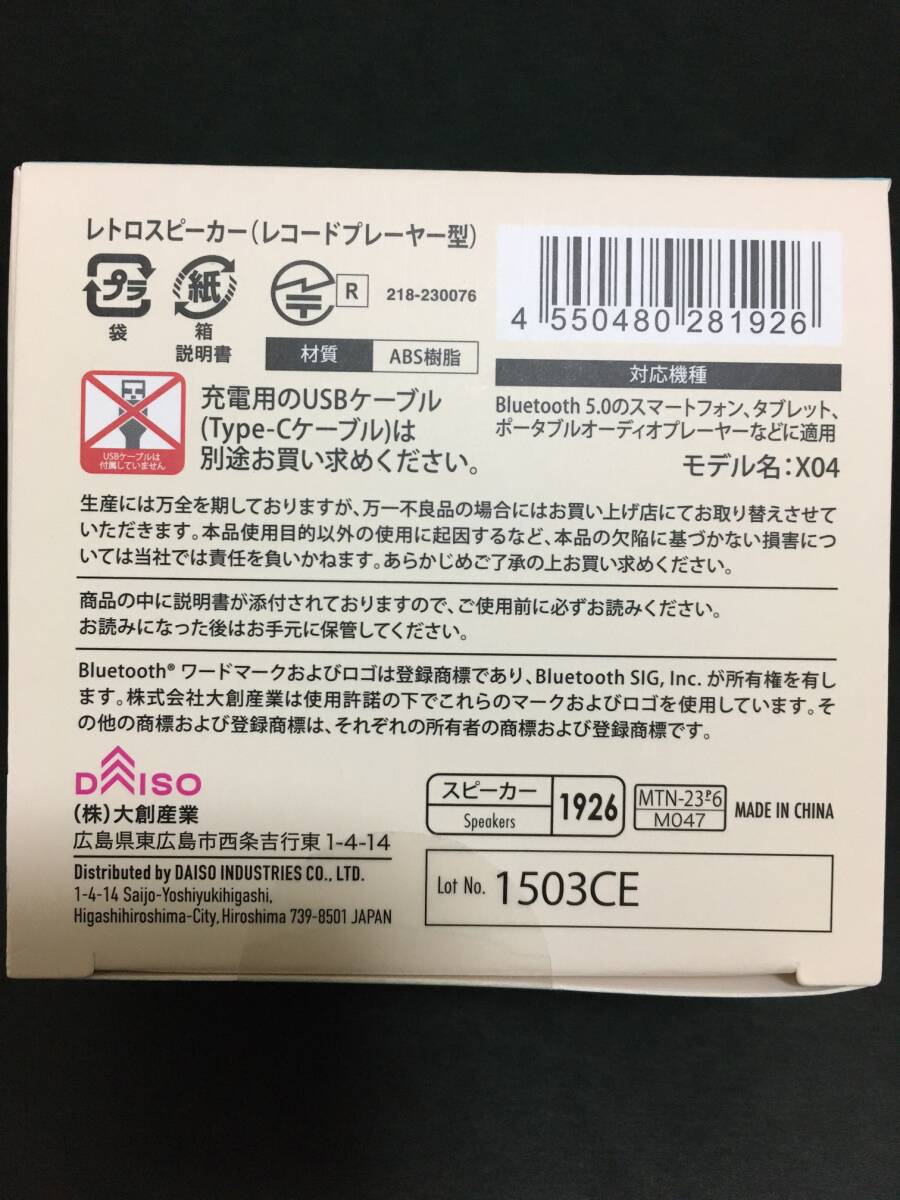 レトロスピーカー(レコードプレーヤー型)
プラ
袋
紙
箱
説明書
R
218-230076
材質
ABS樹脂
4 550480 281926
対応機種
Bluetooth 5.0のスマートフォン、タブレット、
ポータブルオーディオプレーヤーなどに適用
モデル名:X04
USBケーブルは
付属していません
充電用のUSBケーブル
(Type-Cケーブル)は
別途お買い求めください。
生産には万全を期しておりますが、万一不良品の場合にはお買い上げ店にてお取り替えさせて
いただきます。本品使用目的以外の使用に起因するなど、本品の欠陥に基づかない損害につ
いては当社では責任を負いかねます。あらかじめご了承の上お買い求めください。
商品の中に説明書が添付されておりますので、ご使用前に必ずお読みください。
お読みになった後はお手元に保管してください。
Bluetooth® ワードマークおよびロゴは登録商標であり、Bluetooth SIG, Inc. が所有権を有し
ます。株式会社大創産業は使用許諾の下でこれらのマークおよびロゴを使用しています。そ
の他の商標および登録商標は、それぞれの所有者の商標および登録商標です。
DAISO
(株)大創産業
広島県東広島市西条吉行東1-4-14
Distributed by DAISO INDUSTRIES CO., LTD.
1-4-14 Saijo-Yoshiyukihigashi,
Higashihiroshima-City, Hiroshima 739-8501 JAPAN
スピーカー
Speakers
1926
MTN-23P6
M047
MADE IN CHINA
Lot No. 1503CE